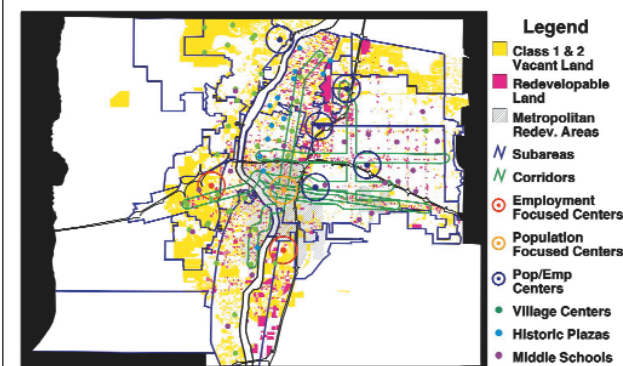 Legend
Class 1 & 2
Vacant Land
Redevelopable
Land
Metropolitan
Redev. Areas
Subareas
Corridors
Employment
Focused Centers
Population
Focused Centers
Pop/Emp
Centers
Village Centers
Historic Plazas
Middle Schools